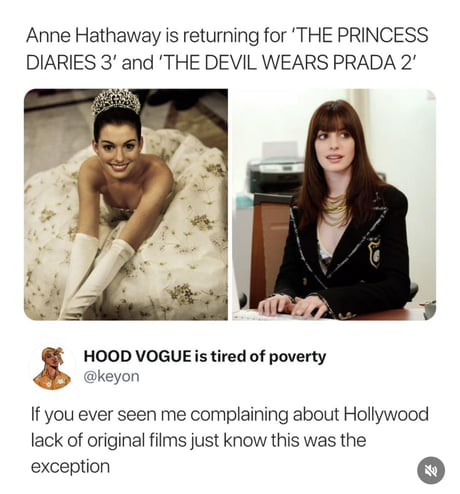 Anne Hathaway is returning for ‘THE PRINCESS
DIARIES 3’ and ‘THE DEVIL WEARS PRADA 2’
HOOD VOGUE is tired of poverty
@keyon
If you ever seen me complaining about Hollywood
lack of original films just know this was the
exception